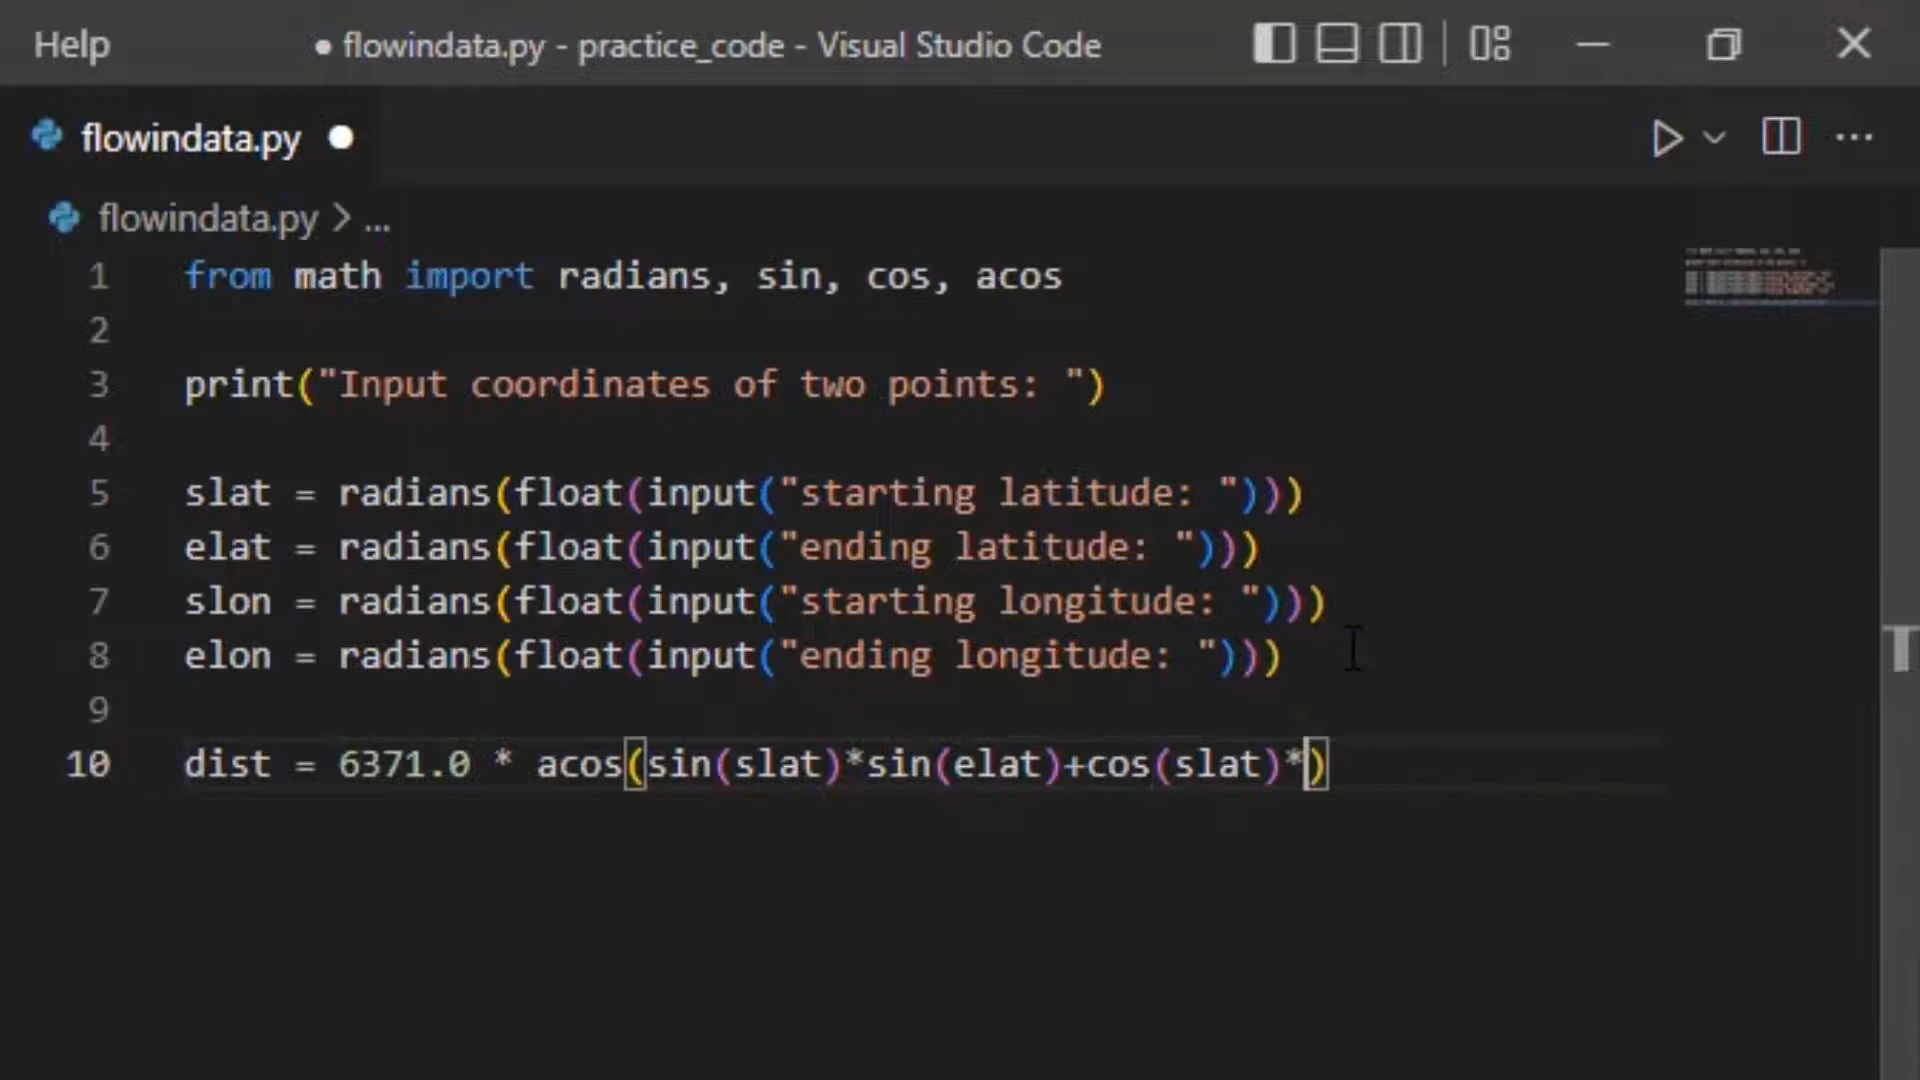 Help
● flowindata.py - practice_code - Visual Studio Code
flowindata.py
flowindata.py > ...
1 from math import radians, sin, cos, acos
2
3 print("Input coordinates of two points: ")
4
5 slat = radians(float(input("starting latitude: ")))
6 elat = radians(float(input("ending latitude: ")))
7 slon = radians(float(input("starting longitude: ")))
8 elon = radians(float(input("ending longitude: ")))
9
10 dist = 6371.0 * acos(sin(slat)*sin(elat)+cos(slat)*)